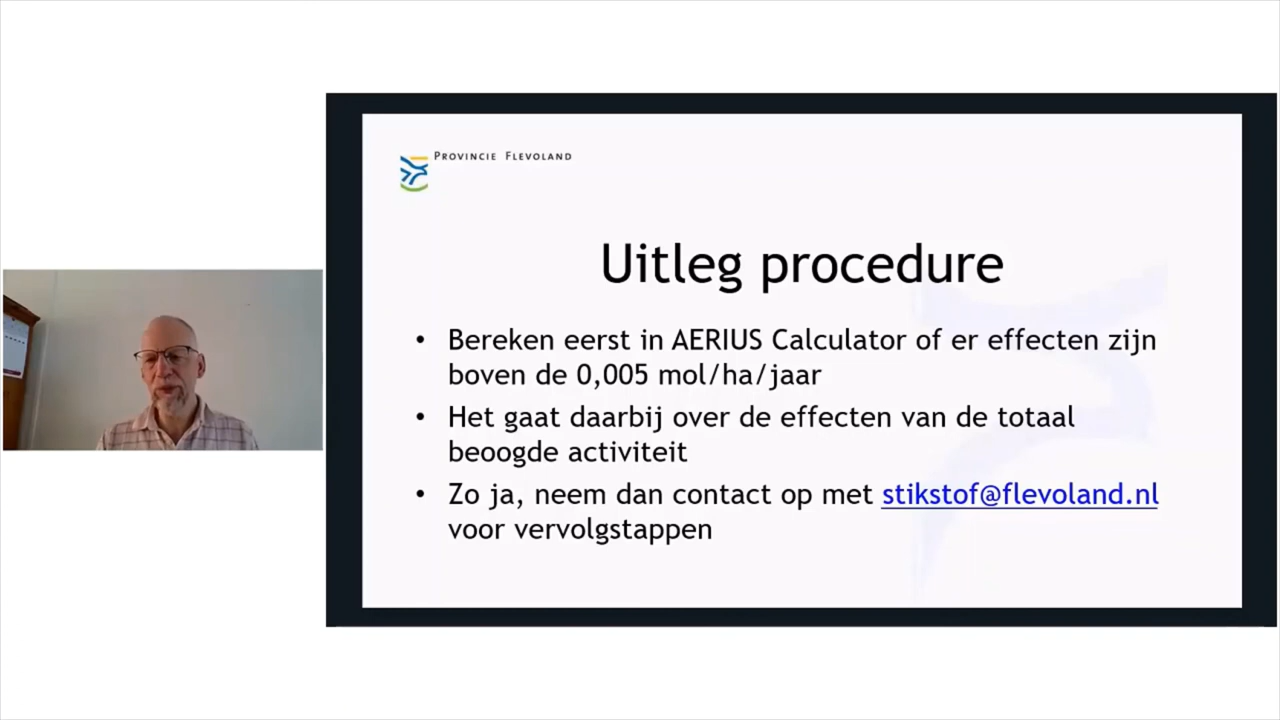 Provincie Flevoland
Uitleg procedure
• Bereken eerst in AERIUS Calculator of er effecten zijn
boven de 0,005 mol/ha/jaar
• Het gaat daarbij over de effecten van de totaal
beoogde activiteit
• Zo ja, neem dan contact op met stikstof@flevoland.nl
voor vervolgstappen